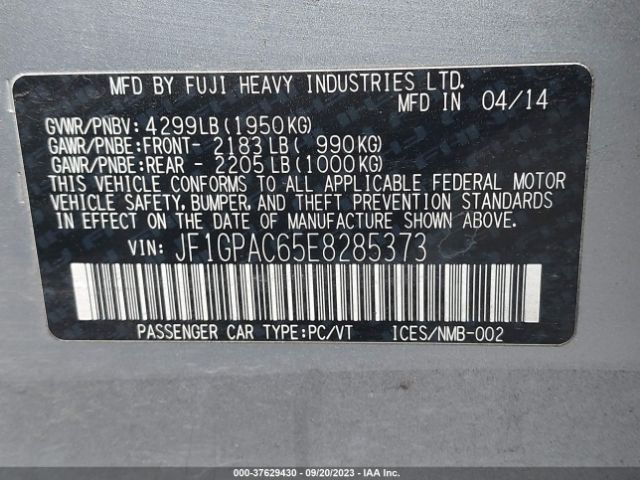 MFD BY FUJI HEAVY INDUSTRIES LTD.
MFD IN 04/14
GVWR/PNBV: 4299LB(1950KG)
GAWR/PNBE:FRONT- 2183LB( 990KG)
GAWR/PNBE:REAR - 2205LB(1000KG)
THIS VEHICLE CONFORMS TO ALL APPLICABLE FEDERAL MOTOR
VEHICLE SAFETY, BUMPER, AND THEFT PREVENTION STANDARDS
IN EFFECT ON THE DATE OF MANUFACTURE SHOWN ABOVE.
VIN: JF1GPAC65E8285373
PASSENGER CAR TYPE:PC/VT ICES/NMB-002
000-37629430 - 09/20/2023 - IAA Inc.